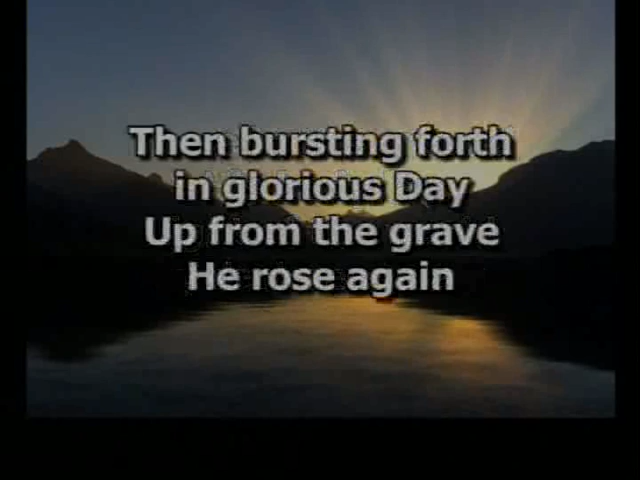 Then bursting forth
in glorious Day
Up from the grave
He rose again